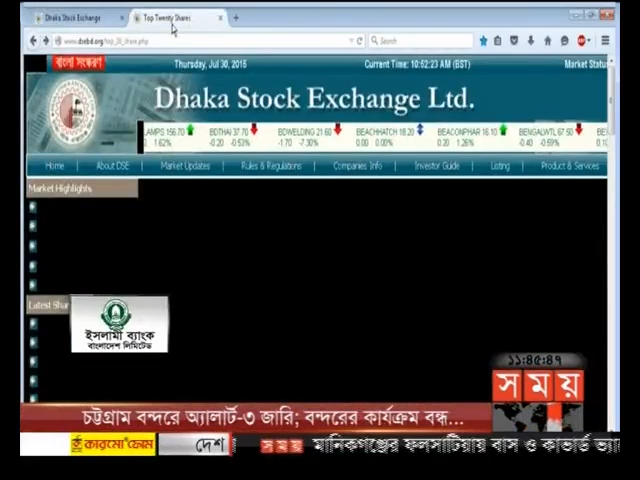 Dhaka Stock Exchange
Top Twenty Shares
www.dsebd.org/top_20_share.php
Search
বাংলা সংস্করণ
Thursday, Jul 30, 2015
Current Time: 10:52:23 AM (BST)
Market Status
Dhaka Stock Exchange Ltd.
LAMPS 156.70
1.62%
BDTHAI 37.70
-0.20 -0.53%
BDWELDING 21.60
-1.70 -7.30%
BEACHHATCH 18.20
0.00 0.00%
BEACONPHAR 16.10
0.20 1.26%
BENGALWTL 67.50
-0.40 -0.59%
Home
About DSE
Market Updates
Rules & Regulations
Companies Info
Investor Guide
Listing
Product & Services
Market Highlights
Latest Shar
ইসলামী ব্যাংক
বাংলাদেশ লিমিটেড
১১:৪৫:৪৭
সময়
চট্টগ্রাম বন্দরে অ্যালার্ট-৩ জারি; বন্দরের কার্যক্রম বন্ধ...
কারমো ফোম
দেশ
সময়
মানিকগঞ্জের ফলসাটিয়ায় বাস ও কাভার্ড ভ্যা